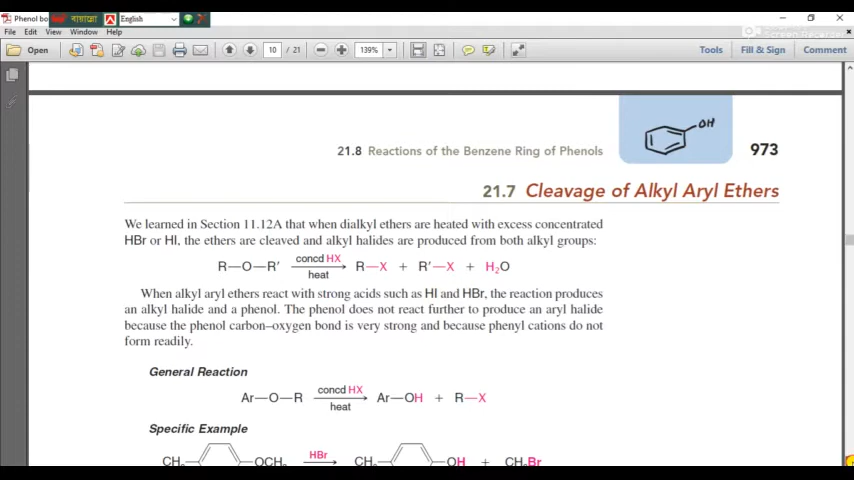 Phenol bo
বায়ান্নো
English
File Edit View Window Help
Open
10 / 21
139%
Tools Fill & Sign Comment
OH
21.8 Reactions of the Benzene Ring of Phenols 973
21.7 Cleavage of Alkyl Aryl Ethers
We learned in Section 11.12A that when dialkyl ethers are heated with excess concentrated
HBr or HI, the ethers are cleaved and alkyl halides are produced from both alkyl groups:
concd HX
R—O—R′ R—X + R′—X + H₂O
heat
When alkyl aryl ethers react with strong acids such as HI and HBr, the reaction produces
an alkyl halide and a phenol. The phenol does not react further to produce an aryl halide
because the phenol carbon–oxygen bond is very strong and because phenyl cations do not
form readily.
General Reaction
concd HX
Ar—O—R Ar—OH + R—X
heat
Specific Example
HBr
OH + Br